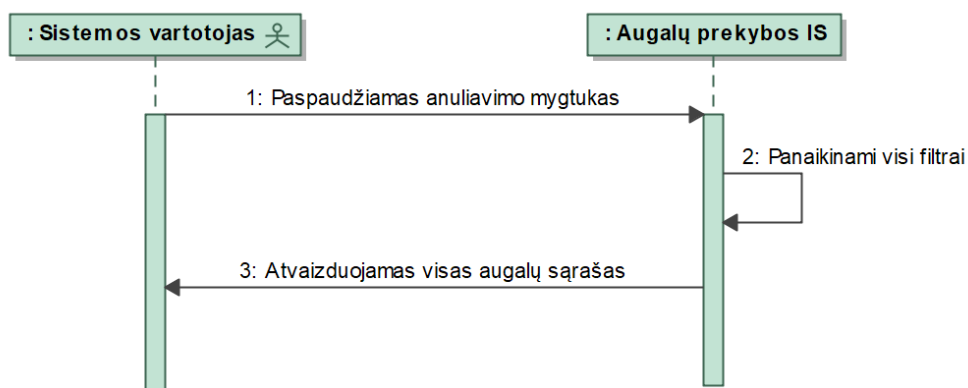 : Sistemos vartotojas
: Augalų prekybos IS
1: Paspaudžiamas anuliavimo mygtukas
2: Panaikinami visi filtrai
3: Atvaizduojamas visas augalų sąrašas